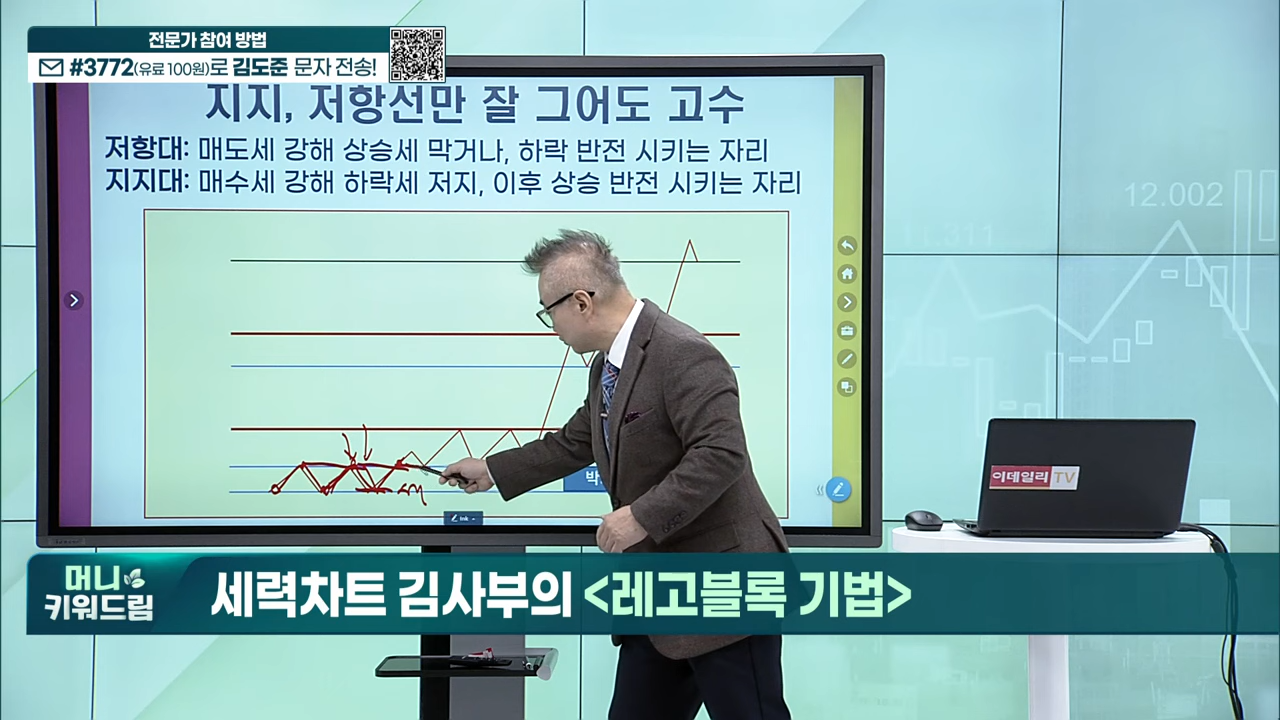 전문가 참여 방법
#3772(유료 100원)로 김도준 문자 전송!
지지, 저항선만 잘 그어도 고수
저항대: 매도세 강해 상승세 막거나, 하락 반전 시키는 자리
지지대: 매수세 강해 하락세 저지, 이후 상승 반전 시키는 자리
12.002
11.311
박
Ink
이데일리 TV
머니
키워드림
세력차트 김사부의 <레고블록 기법>